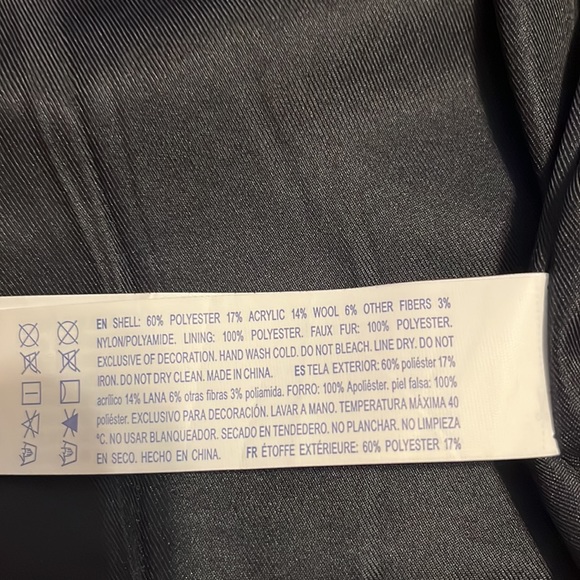 EN SHELL: 60% POLYESTER 17% ACRYLIC 14% WOOL 6% OTHER FIBERS 3%
NYLON/POLYAMIDE. LINING: 100% POLYESTER. FAUX FUR: 100% POLYESTER.
EXCLUSIVE OF DECORATION. HAND WASH COLD. DO NOT BLEACH. LINE DRY. DO NOT
IRON. DO NOT DRY CLEAN. MADE IN CHINA. ES TELA EXTERIOR: 60% poliéster 17%
acrílico 14% LANA 6% otras fibras 3% poliamida. FORRO: 100% Apoliéster. piel falsa: 100%
poliéster. EXCLUSIVO PARA DECORACIÓN. LAVAR A MANO. TEMPERATURA MÁXIMA 40
ºC. NO USAR BLANQUEADOR. SECADO EN TENDEDERO. NO PLANCHAR. NO LIMPIEZA
EN SECO. HECHO EN CHINA. FR ÉTOFFE EXTÉRIEURE: 60% POLYESTER 17%